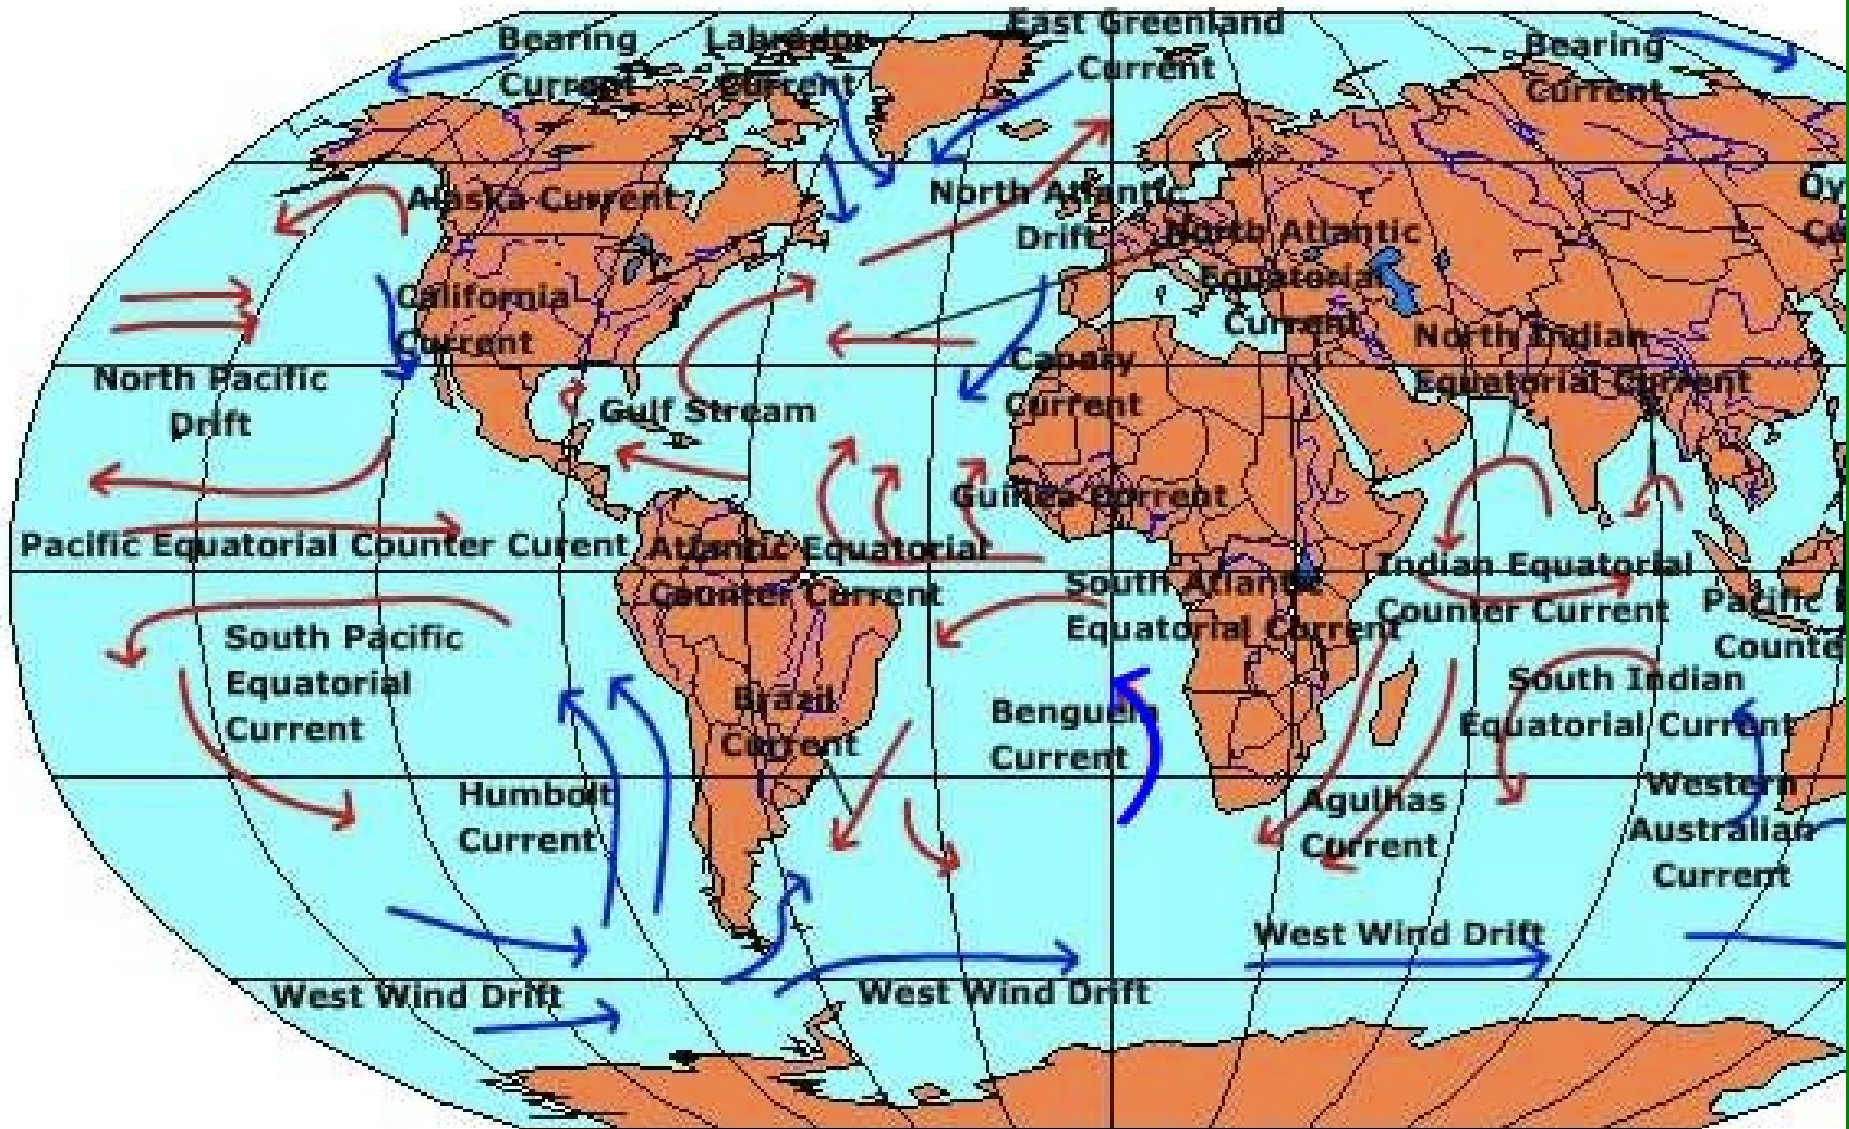 Bearing
Current
Labrador
Current
East Greenland
Current
Bearing
Current
Alaska Current
North Atlantic
Drift
North Atlantic
Equatorial
Current
Oy
Cu
California
Current
North Pacific
Drift
Gulf Stream
Canary
Current
North Indian
Equatorial Current
Guinea Current
Pacific Equatorial Counter Curent
Atlantic Equatorial
Counter Current
South Atlantic
Equatorial Current
Indian Equatorial
Counter Current
Pacific E
Counte
South Pacific
Equatorial
Current
Brazil
Current
Benguela
Current
South Indian
Equatorial Current
Humbolt
Current
Agulhas
Current
Western
Australian
Current
West Wind Drift
West Wind Drift
West Wind Drift